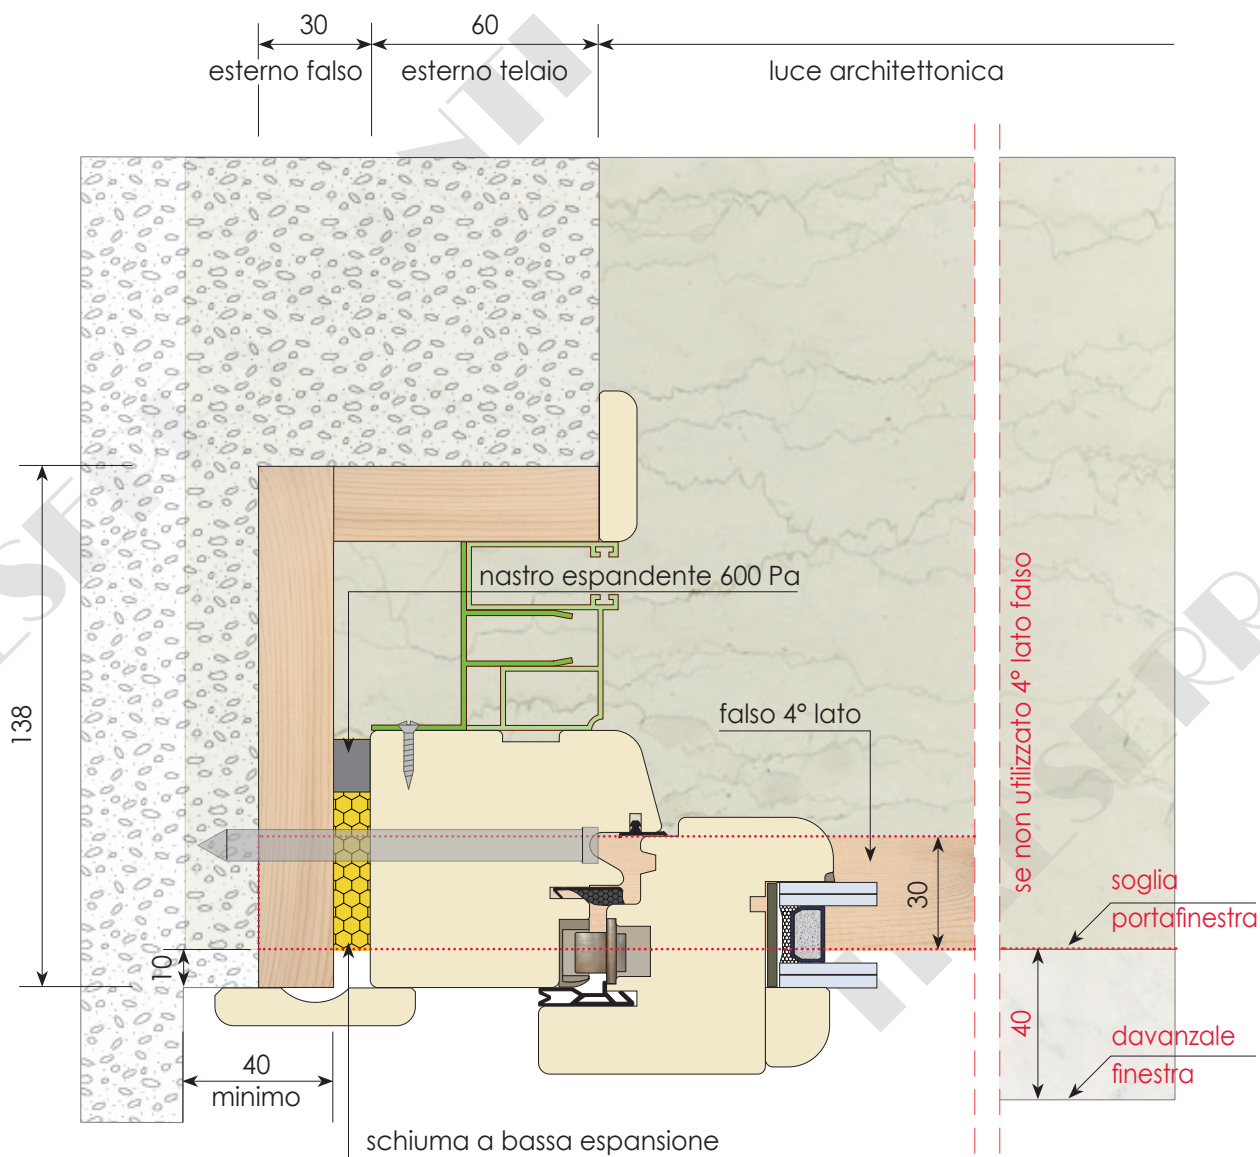 30
60
esterno falso
esterno telaio
luce architettonica
nastro espandente 600 Pa
138
falso 4° lato
se non utilizzato 4° lato falso
30
soglia
portafinestra
10
40
davanzale
finestra
40
minimo
schiuma a bassa espansione